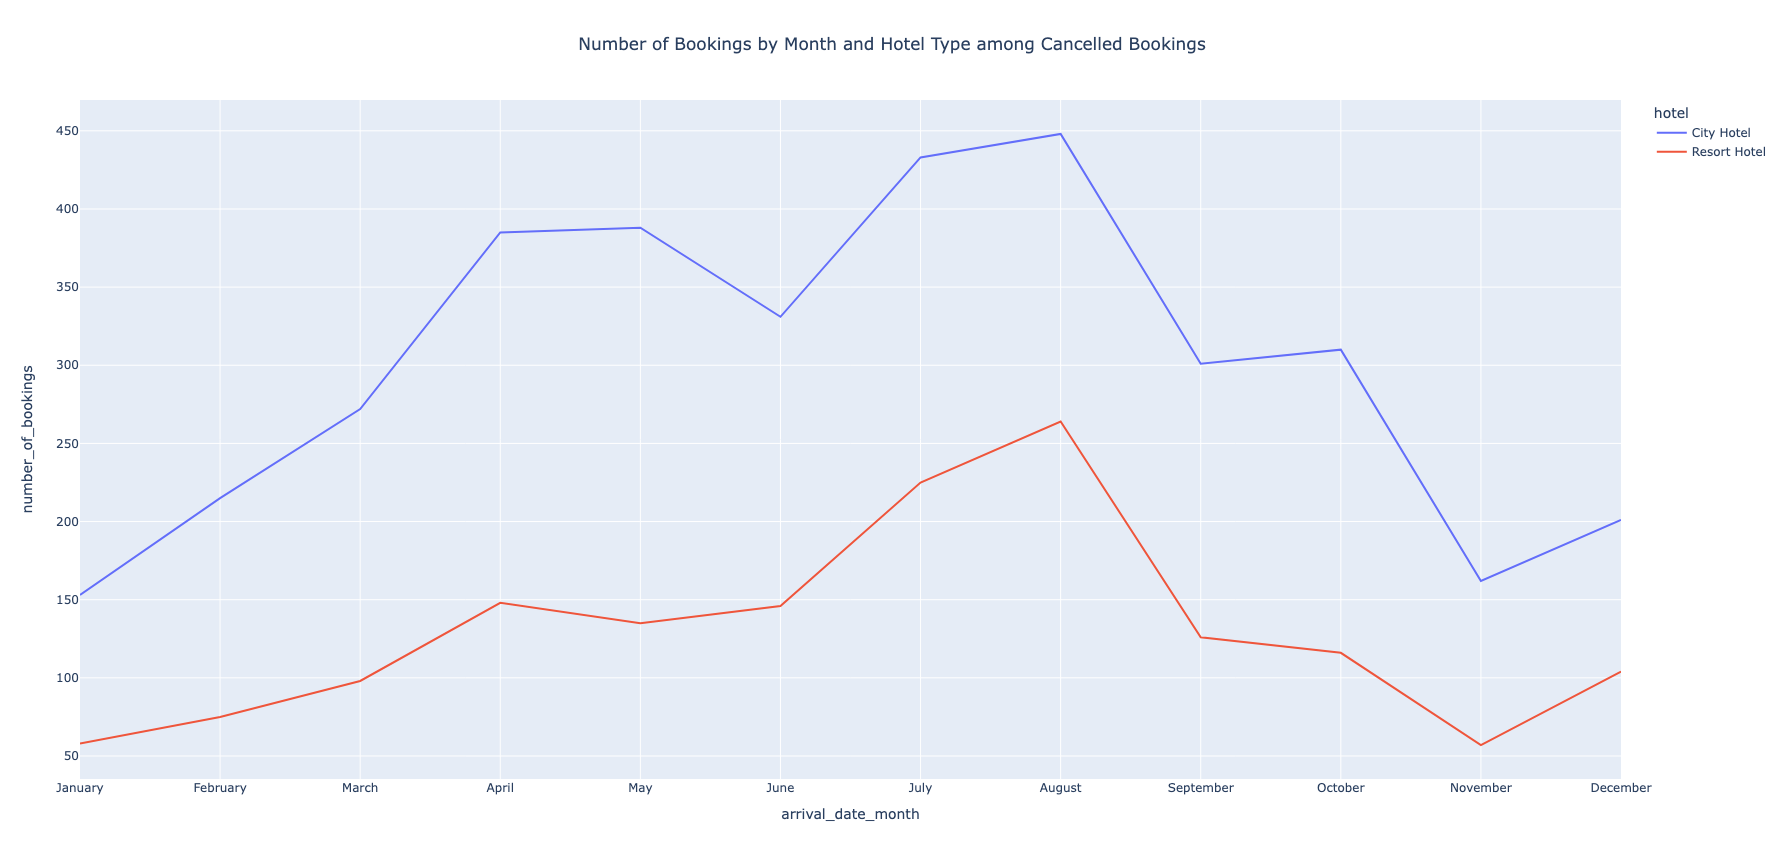 Number of Bookings by Month and Hotel Type among Cancelled Bookings
hotel
City Hotel
Resort Hotel
number_of_bookings
450
400
350
300
250
200
150
100
50
January February March April May June July August September October November December
arrival_date_month